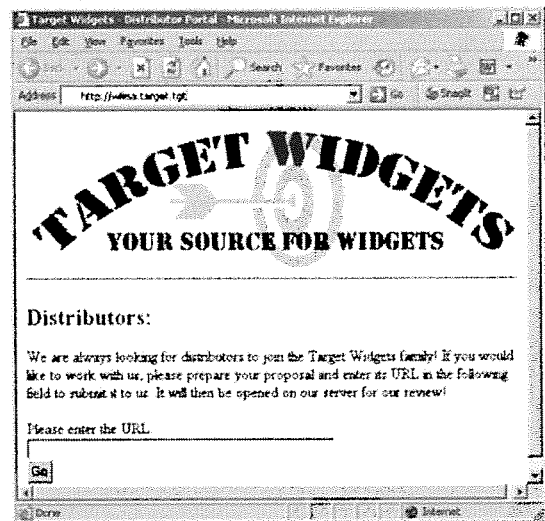 Target Widgets - Distributor Portal - Microsoft Internet Explorer
File Edit View Favorites Tools Help
Search Favorites
Address Go SnagIt
TARGET WIDGETS
YOUR SOURCE FOR WIDGETS
Distributors:
We are always looking for distributors to join the Target Widgets family! If you would
like to work with us, please prepare your proposal and enter its URL in the following
field to submit it to us. It will then be opened on our server for our review!
Please enter the URL
Go
Done Internet